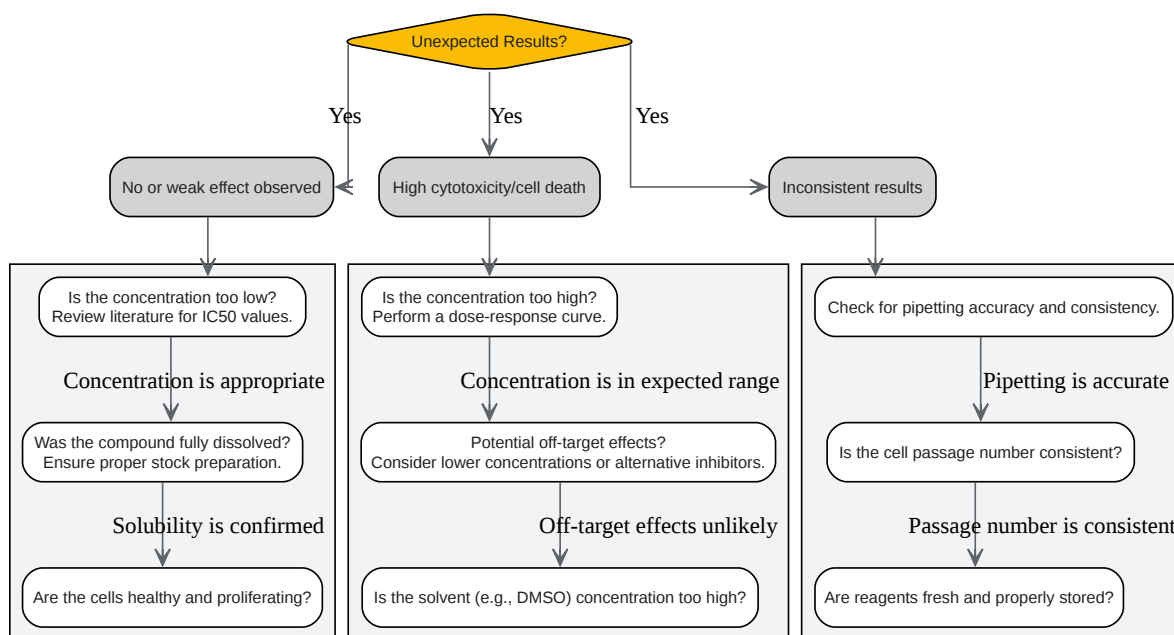 Unexpected Results?
Yes
Yes
Yes
No or weak effect observed
High cytotoxicity/cell death
Inconsistent results
Is the concentration too low?
Review literature for IC50 values.
Is the concentration too high?
Perform a dose-response curve.
Check for pipetting accuracy and consistency.
Concentration is appropriate
Concentration is in expected range
Pipetting is accurate
Was the compound fully dissolved?
Ensure proper stock preparation.
Potential off-target effects?
Consider lower concentrations or alternative inhibitors.
Is the cell passage number consistent?
Solubility is confirmed
Off-target effects unlikely
Passage number is consistent
Are the cells healthy and proliferating?
Is the solvent (e.g., DMSO) concentration too high?
Are reagents fresh and properly stored?